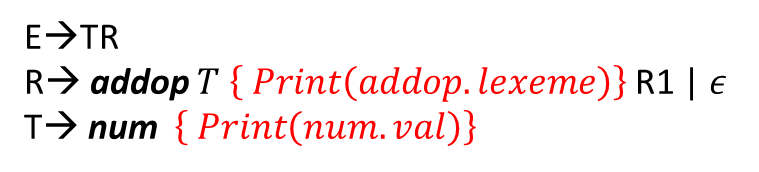 E→TR
R→ addop T { Print(addop.lexeme)} R1 | ϵ
T→ num { Print(num.val)}